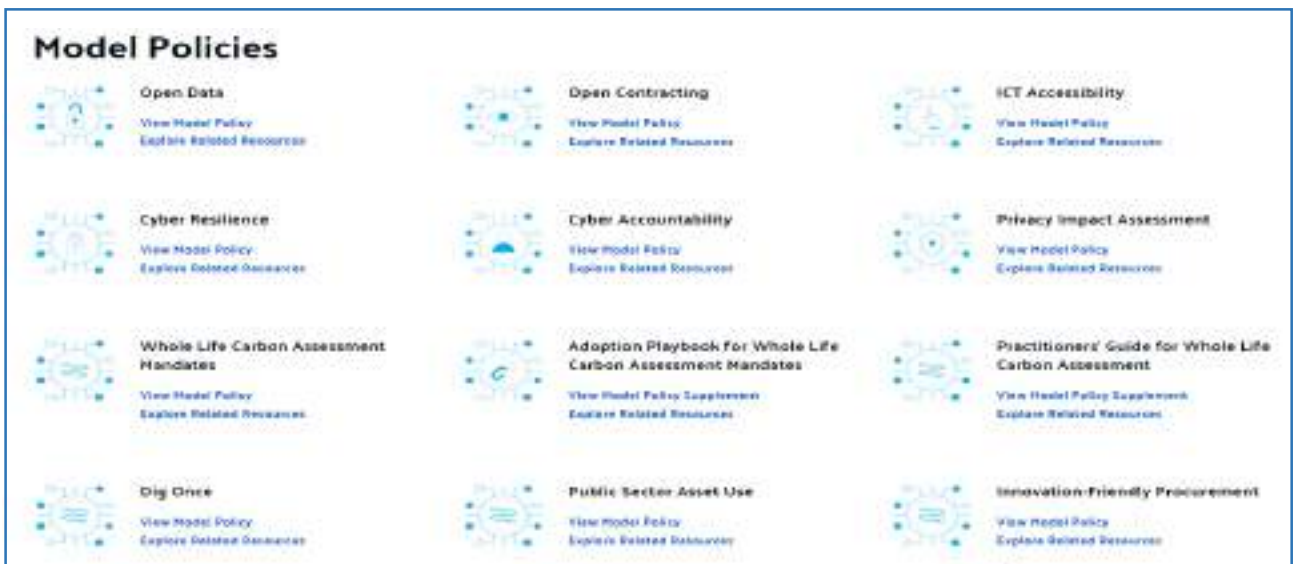 Model Policies
Open Data
View Model Policy
Explore Related Resources
Open Contracting
View Model Policy
Explore Related Resources
ICT Accessibility
View Model Policy
Explore Related Resources
Cyber Resilience
View Model Policy
Explore Related Resources
Cyber Accountability
View Model Policy
Explore Related Resources
Privacy Impact Assessment
View Model Policy
Explore Related Resources
Whole Life Carbon Assessment
Mandates
View Model Policy
Explore Related Resources
Adoption Playbook for Whole Life
Carbon Assessment Mandates
View Model Policy Supplement
Explore Related Resources
Practitioners' Guide for Whole Life
Carbon Assessment
View Model Policy Supplement
Explore Related Resources
Dig Once
View Model Policy
Explore Related Resources
Public Sector Asset Use
View Model Policy
Explore Related Resources
Innovation-Friendly Procurement
View Model Policy
Explore Related Resources